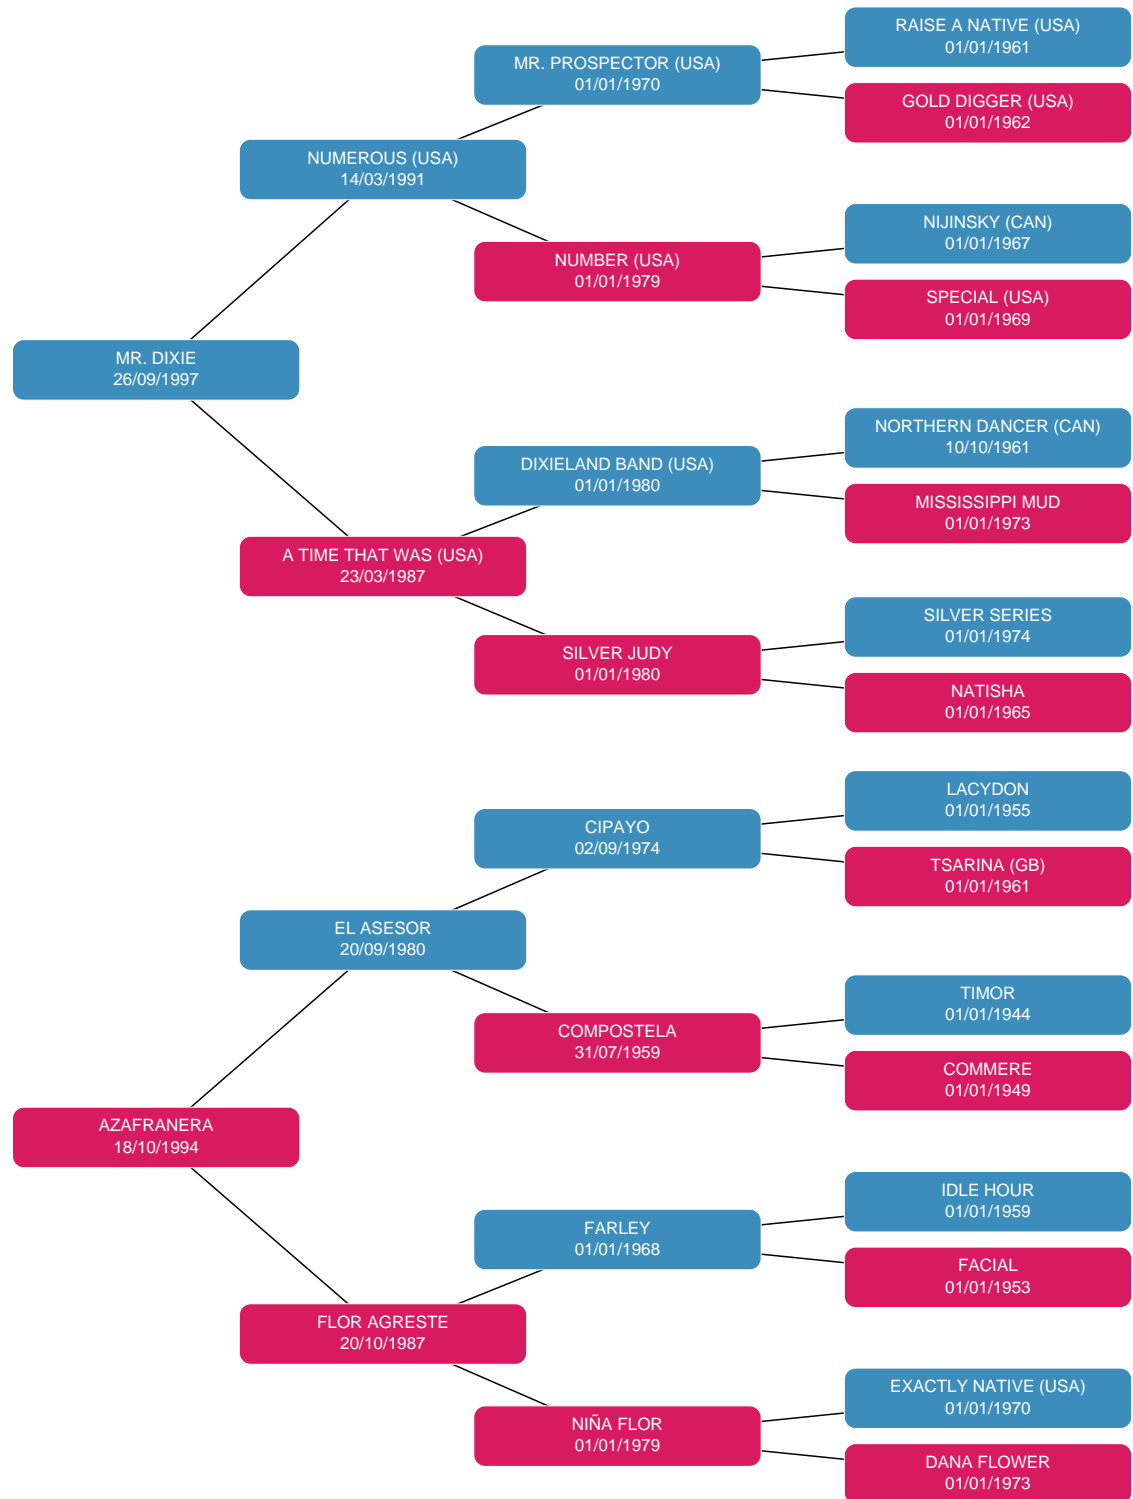 RAISE A NATIVE (USA)
01/01/1961
MR. PROSPECTOR (USA)
01/01/1970
GOLD DIGGER (USA)
01/01/1962
NUMEROUS (USA)
14/03/1991
NIJINSKY (CAN)
01/01/1967
NUMBER (USA)
01/01/1979
SPECIAL (USA)
01/01/1969
MR. DIXIE
26/09/1997
NORTHERN DANCER (CAN)
10/10/1961
DIXIELAND BAND (USA)
01/01/1980
MISSISSIPPI MUD
01/01/1973
A TIME THAT WAS (USA)
23/03/1987
SILVER SERIES
01/01/1974
SILVER JUDY
01/01/1980
NATISHA
01/01/1965
LACYDON
01/01/1955
CIPAYO
02/09/1974
TSARINA (GB)
01/01/1961
EL ASESOR
20/09/1980
TIMOR
01/01/1944
COMPOSTELA
31/07/1959
COMMERE
01/01/1949
AZAFRANERA
18/10/1994
IDLE HOUR
01/01/1959
FARLEY
01/01/1968
FACIAL
01/01/1953
FLOR AGRESTE
20/10/1987
EXACTLY NATIVE (USA)
01/01/1970
NIÑA FLOR
01/01/1979
DANA FLOWER
01/01/1973